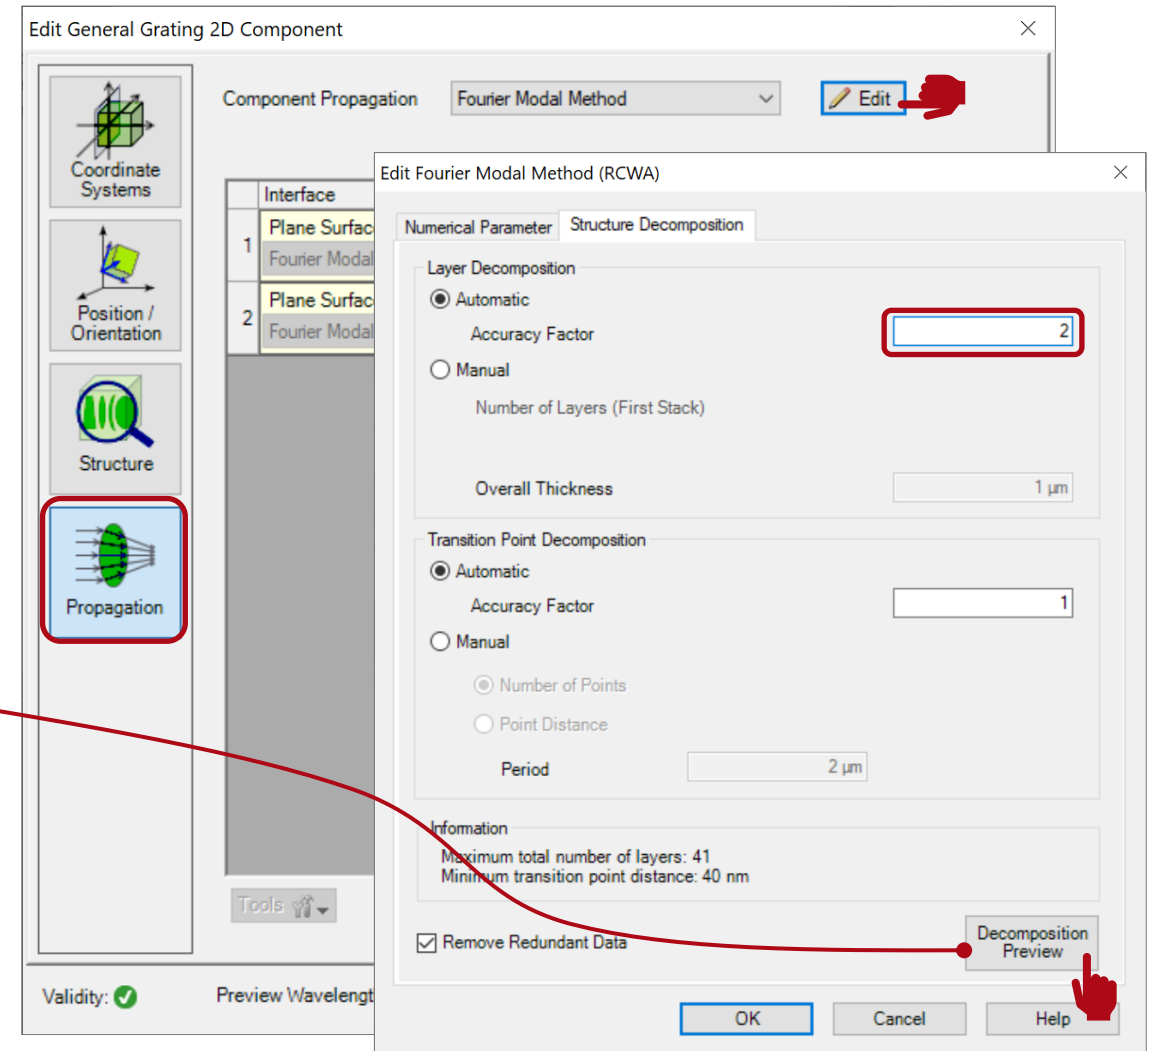 Edit General Grating 2D Component
Coordinate
Systems
Position /
Orientation
Structure
Propagation
Component Propagation
Fourier Modal Method
Edit
Interface
1
Plane Surfac
Fourier Modal
2
Plane Surfac
Fourier Modal
Tools
Validity:
Preview Wavelengt
Edit Fourier Modal Method (RCWA)
Numerical Parameter
Structure Decomposition
Layer Decomposition
Automatic
Accuracy Factor
2
Manual
Number of Layers (First Stack)
Overall Thickness
1 µm
Transition Point Decomposition
Automatic
Accuracy Factor
1
Manual
Number of Points
Point Distance
Period
2 µm
Information
Maximum total number of layers: 41
Minimum transition point distance: 40 nm
Remove Redundant Data
Decomposition
Preview
OK
Cancel
Help